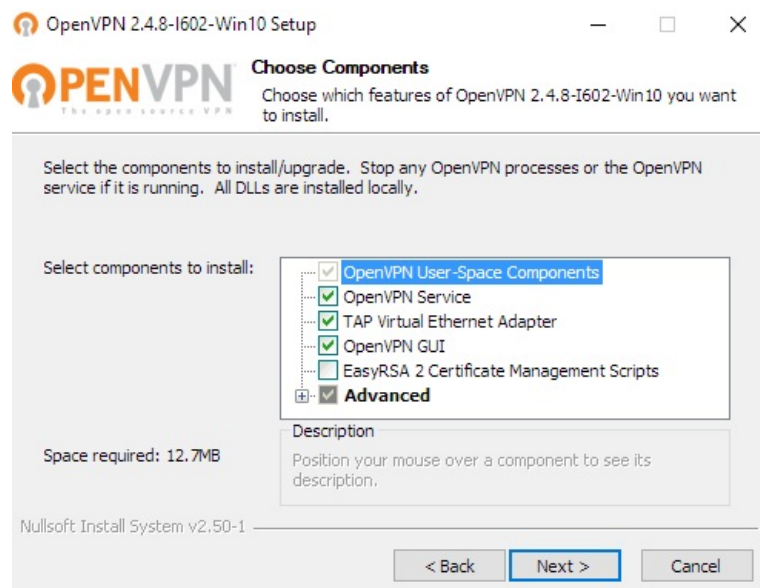 OpenVPN 2.4.8-I602-Win10 Setup
OPENVPN
The open source VPN
Choose Components
Choose which features of OpenVPN 2.4.8-I602-Win10 you want
to install.
Select the components to install/upgrade. Stop any OpenVPN processes or the OpenVPN
service if it is running. All DLLs are installed locally.
Select components to install:
OpenVPN User-Space Components
OpenVPN Service
TAP Virtual Ethernet Adapter
OpenVPN GUI
EasyRSA 2 Certificate Management Scripts
Advanced
Space required: 12.7MB
Description
Position your mouse over a component to see its
description.
Nullsoft Install System v2.50-1
< Back
Next >
Cancel